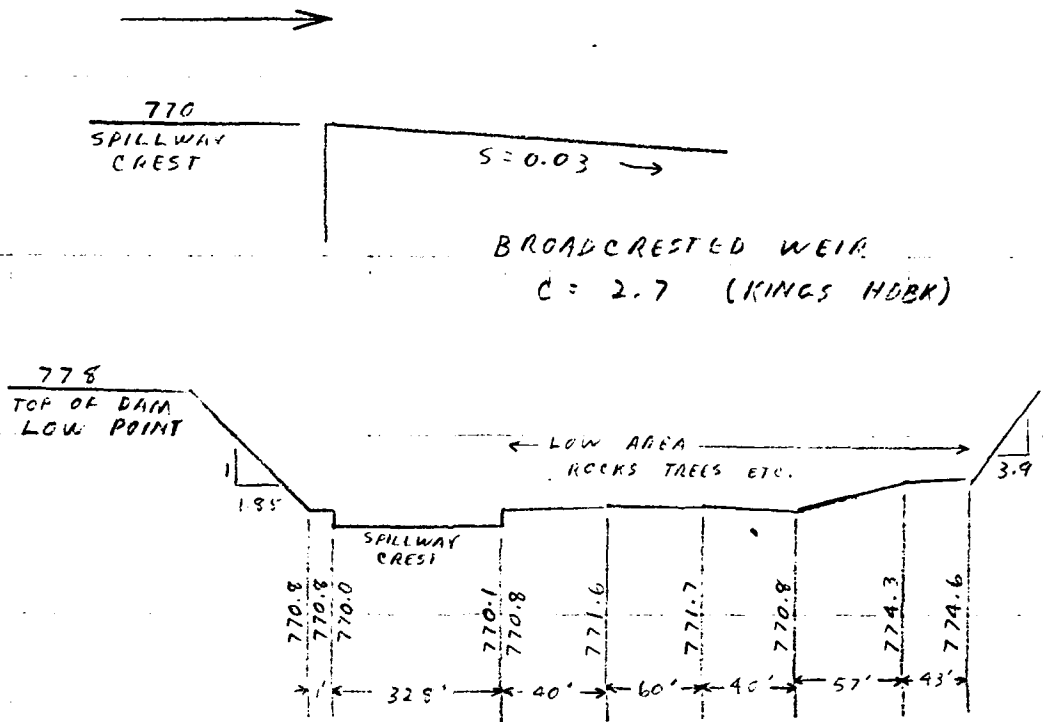 770
SPILLWAY
CREST
S = 0.03
BROADCRESTED WEIR
C = 2.7 (KINGS HDBK)
778
TOP OF DAM
LOW POINT
LOW AREA
ROCKS TREES ETC.
1
1.85
3.9
SPILLWAY
CREST
770.8
770.8
770.0
770.1
770.8
771.6
771.7
770.8
774.3
774.6
1'
328'
40'
60'
40'
57'
43'